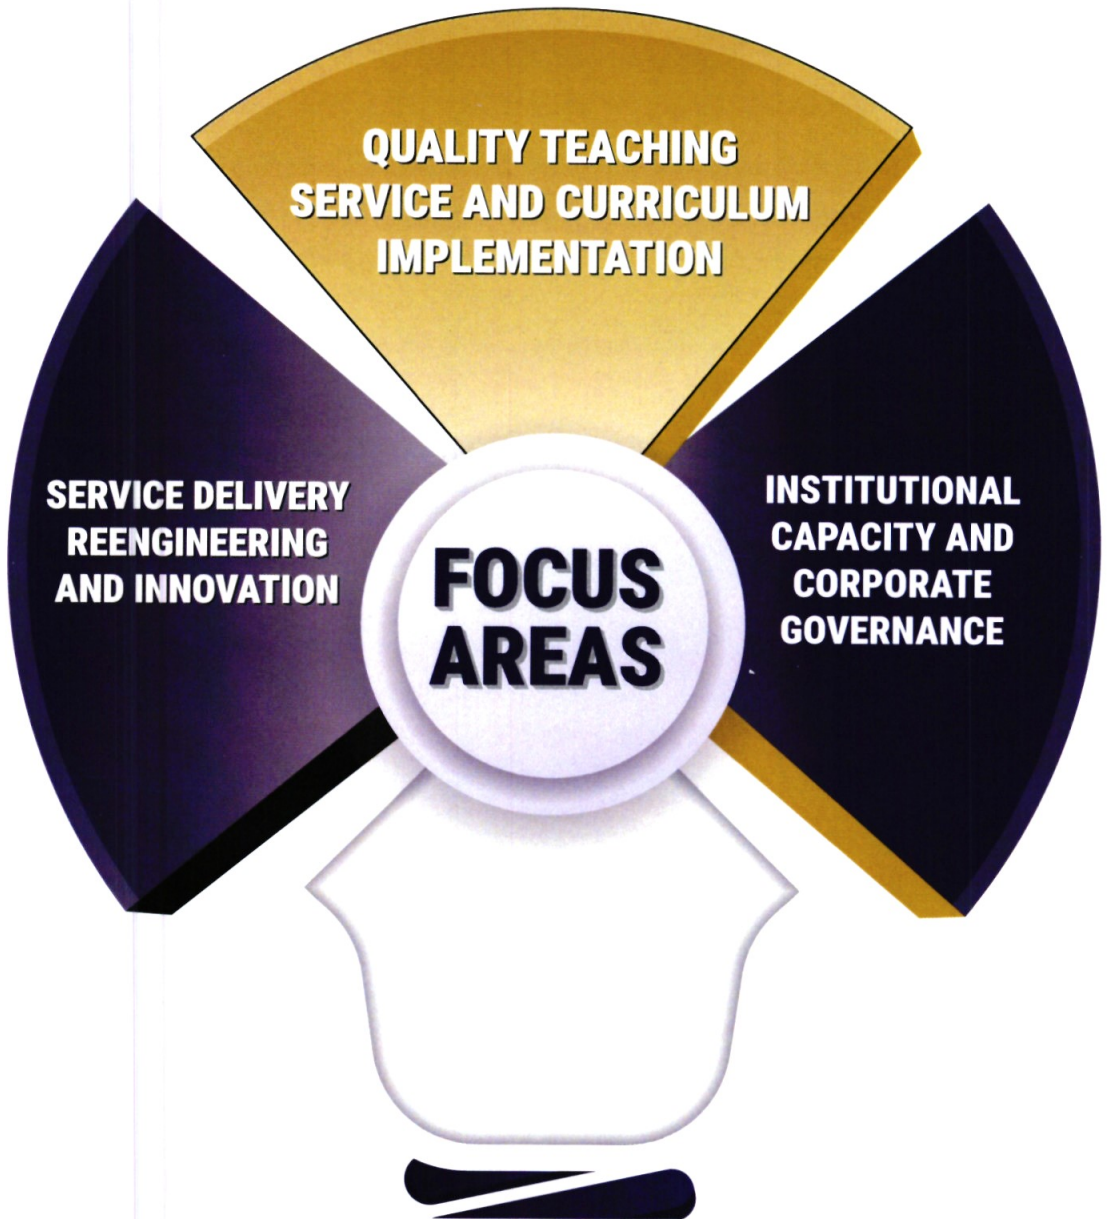 QUALITY TEACHING
SERVICE AND CURRICULUM
IMPLEMENTATION
SERVICE DELIVERY
REENGINEERING
AND INNOVATION
FOCUS
AREAS
INSTITUTIONAL
CAPACITY AND
CORPORATE
GOVERNANCE